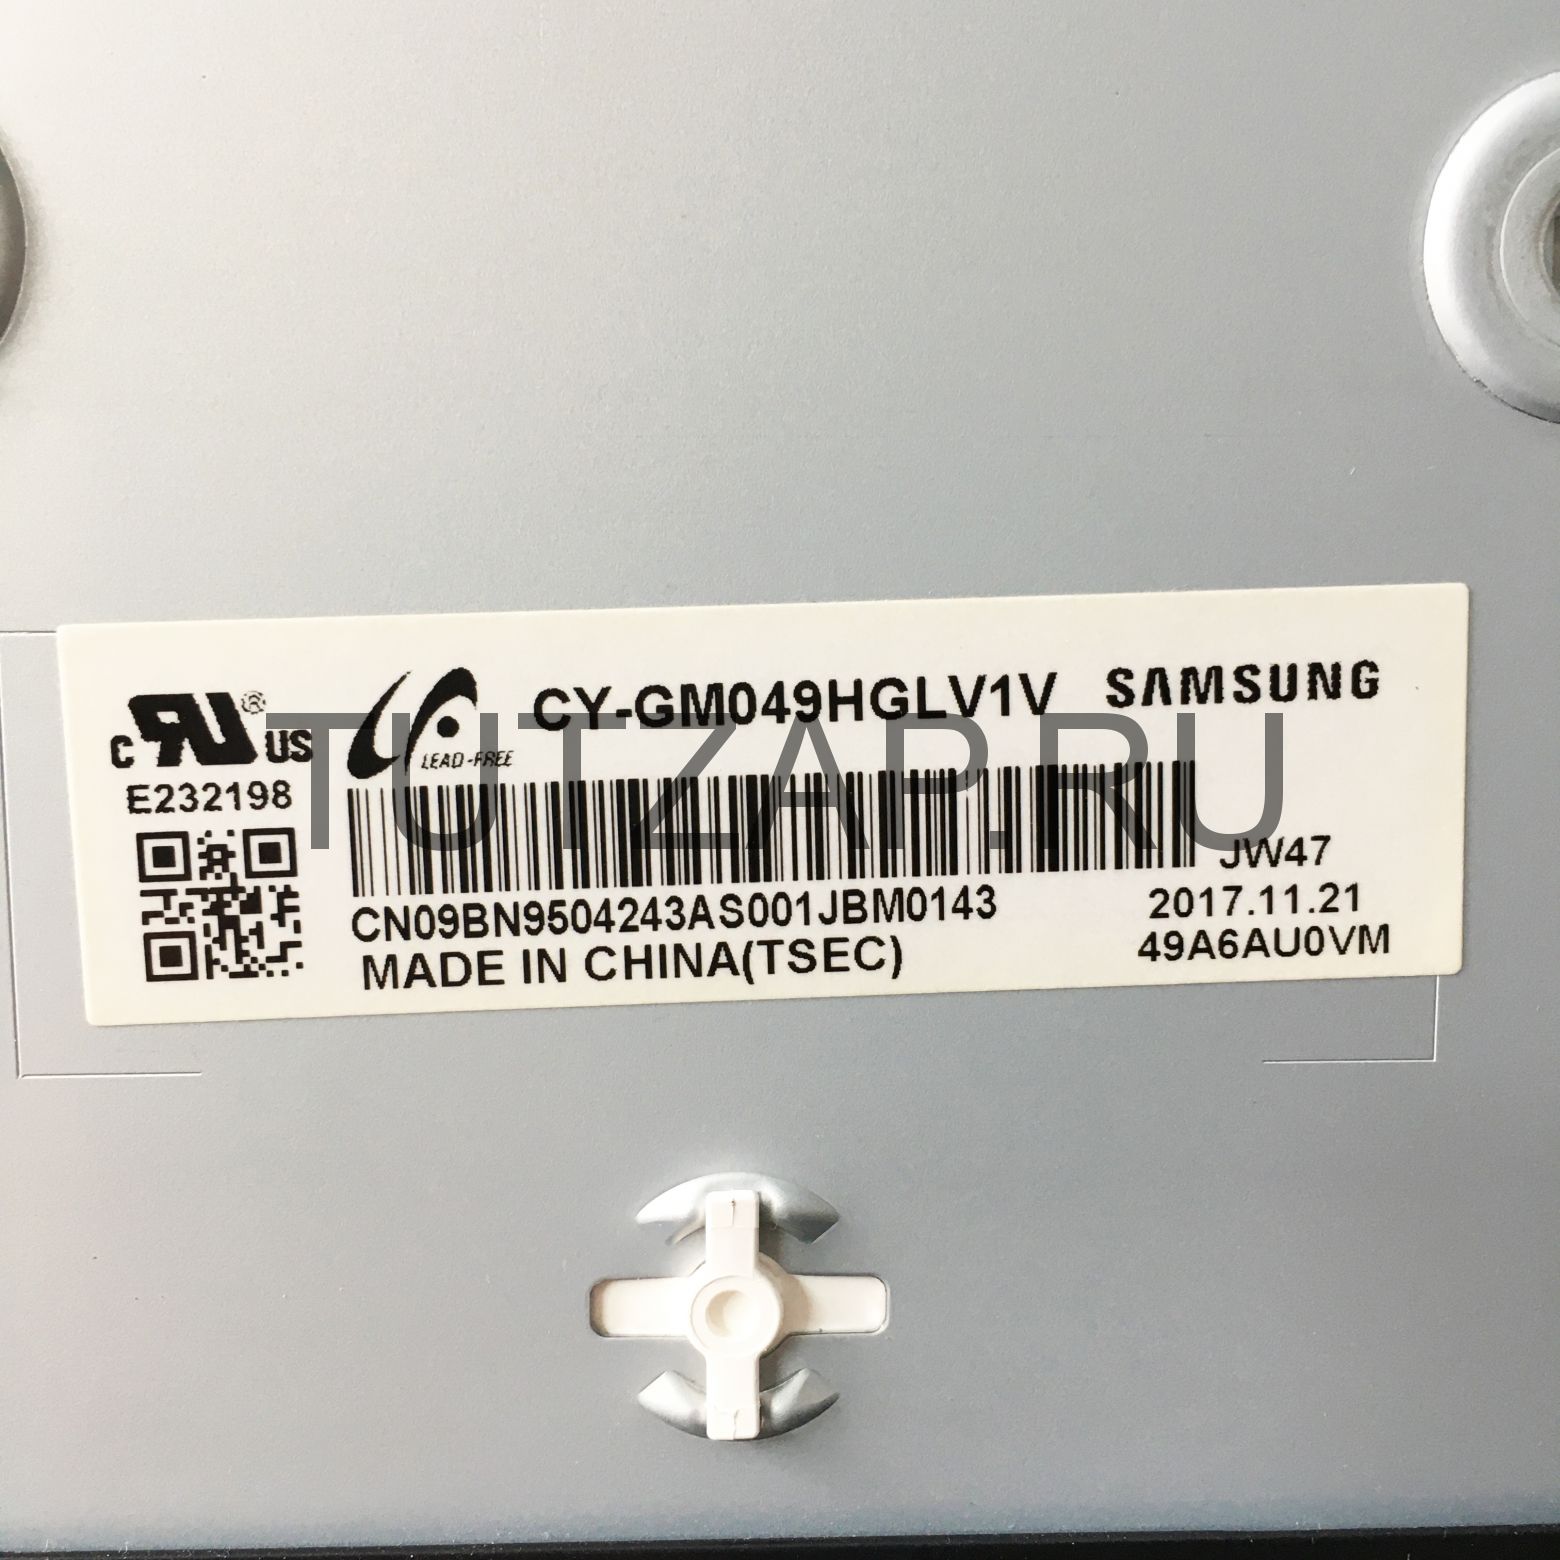 CY-GM049HGLV1V SAMSUNG
c RU ® US
LEAD-FREE
E232198
TUTZAP.RU
JW47
CN09BN9504243AS001JBM0143
2017.11.21
MADE IN CHINA(TSEC)
49A6AU0VM